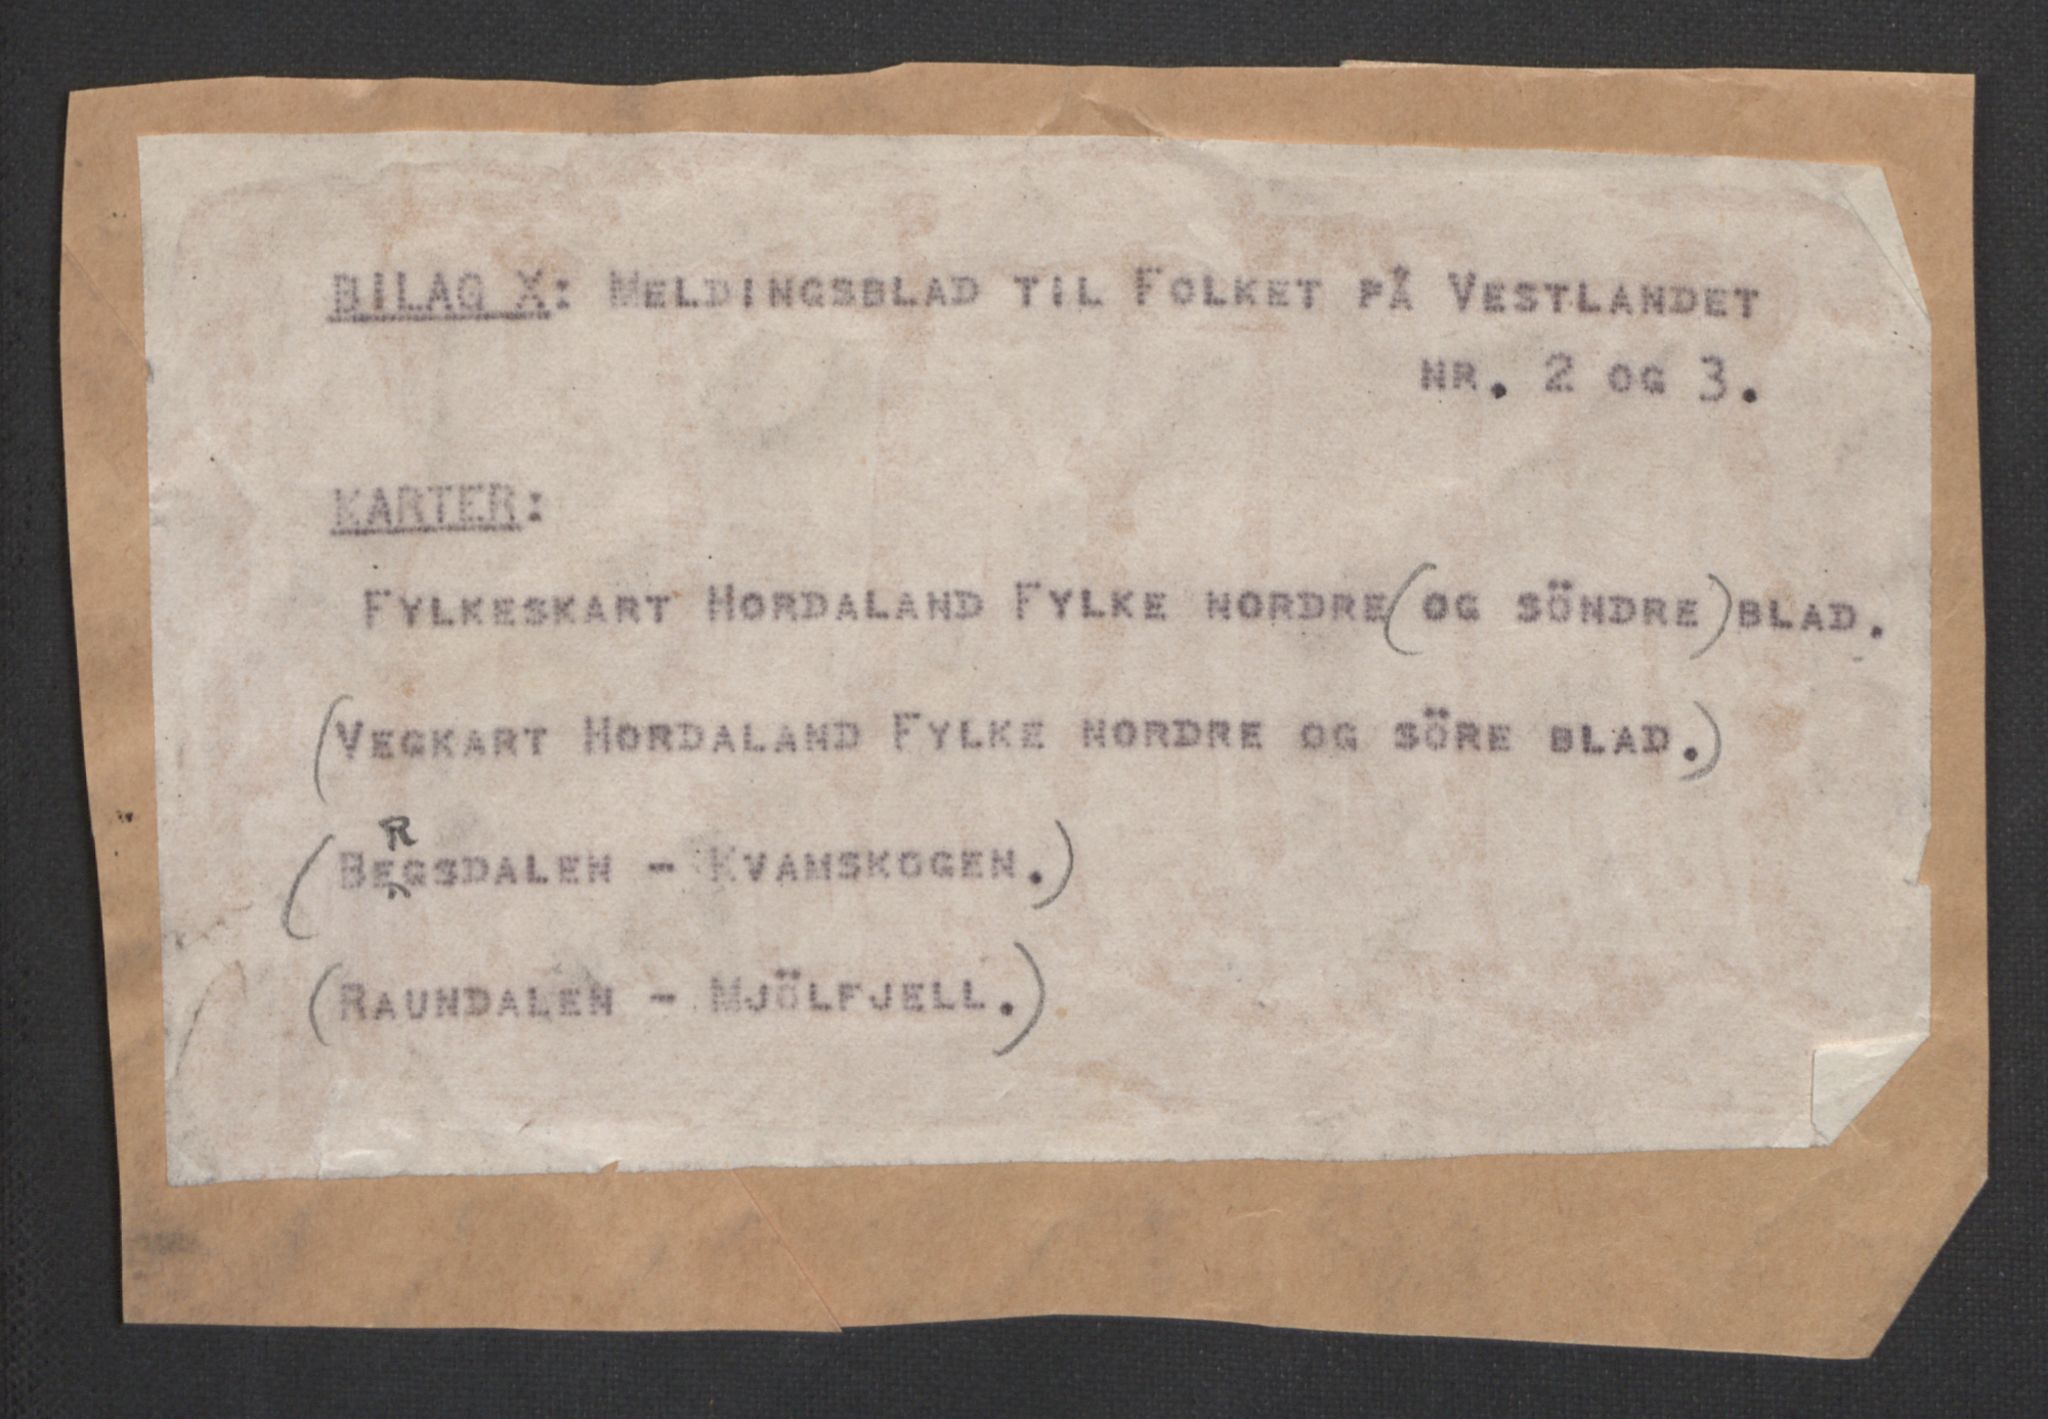 BILAG X: MELDINGSBLAD TIL FOLKET PÅ VESTLANDET
NR. 2 OG 3.
KARTER:
FYLKESKART HORDALAND FYLKE NORDRE(OG SÖNDRE)BLAD.
(VEGKART HORDALAND FYLKE NORDRE OG SÖRE BLAD.)
(BERGSDALEN - KVAMSKOGEN.)
(RAUNDALEN - MJÖLFJELL.)